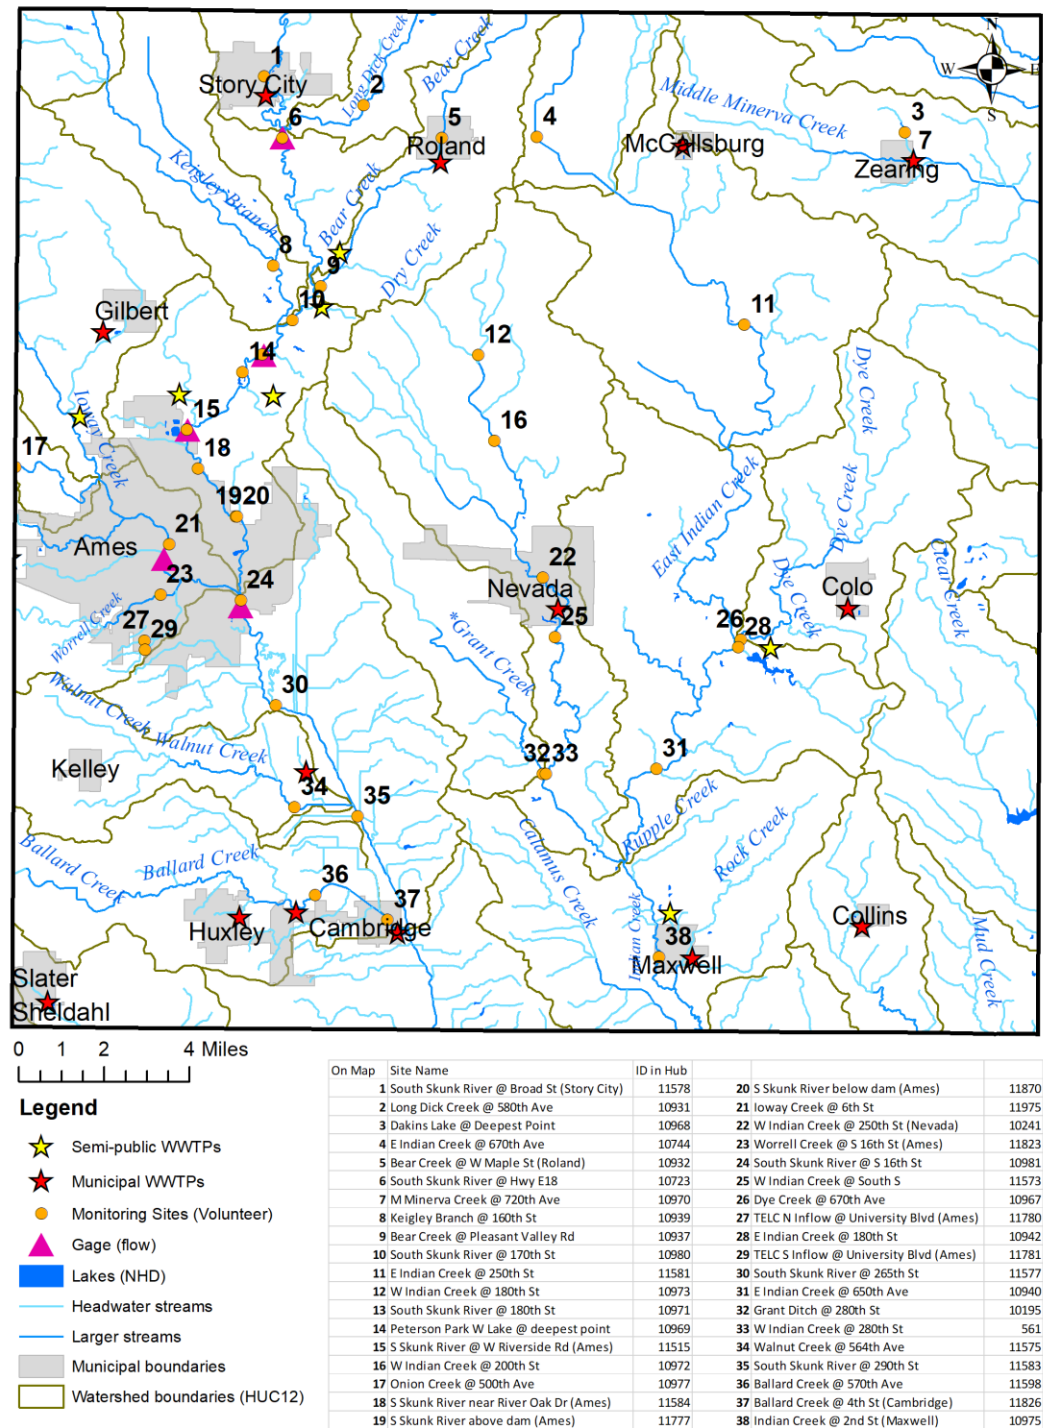 N
W E
S
1
Story City
Long Dick Creek
2
Bear Creek
6
5
Roland
4
Middle Minerva Creek
3
McCallsburg
7
Zearing
Keigley Branch
8
Bear Creek
9
Dry Creek
10
Gilbert
11
12
14
Dye Creek
Ioway Creek
15
16
17
18
19 20
East Indian Creek
Dye Creek
21
Ames
22
Nevada
Clear Creek
23
24
Dye Creek
Colo
Worrell Creek
27
29
25
26
28
*Grant Creek
30
Walnut Creek
Walnut Creek
Kelley
32 33
31
34
35
Rupple Creek
Rock Creek
Calamus Creek
Ballard Creek
Ballard Creek
36
37
Huxley
Cambridge
Collins
Indian Creek
38
Maxwell
Mud Creek
Slater
Sheldahl
0 1 2 4 Miles
Legend
Semi-public WWTPs
Municipal WWTPs
Monitoring Sites (Volunteer)
Gage (flow)
Lakes (NHD)
Headwater streams
Larger streams
Municipal boundaries
Watershed boundaries (HUC12)
On Map Site Name ID in Hub
1 South Skunk River @ Broad St (Story City) 11578 20 S Skunk River below dam (Ames) 11870
2 Long Dick Creek @ 580th Ave 10931 21 Ioway Creek @ 6th St 11975
3 Dakins Lake @ Deepest Point 10968 22 W Indian Creek @ 250th St (Nevada) 10241
4 E Indian Creek @ 670th Ave 10744 23 Worrell Creek @ S 16th St (Ames) 11823
5 Bear Creek @ W Maple St (Roland) 10932 24 South Skunk River @ S 16th St 10981
6 South Skunk River @ Hwy E18 10723 25 W Indian Creek @ South S 11573
7 M Minerva Creek @ 720th Ave 10970 26 Dye Creek @ 670th Ave 10967
8 Keigley Branch @ 160th St 10939 27 TELC N Inflow @ University Blvd (Ames) 11780
9 Bear Creek @ Pleasant Valley Rd 10937 28 E Indian Creek @ 180th St 10942
10 South Skunk River @ 170th St 10980 29 TELC S Inflow @ University Blvd (Ames) 11781
11 E Indian Creek @ 250th St 11581 30 South Skunk River @ 265th St 11577
12 W Indian Creek @ 180th St 10973 31 E Indian Creek @ 650th Ave 10940
13 South Skunk River @ 180th St 10971 32 Grant Ditch @ 280th St 10195
14 Peterson Park W Lake @ deepest point 10969 33 W Indian Creek @ 280th St 561
15 S Skunk River @ W Riverside Rd (Ames) 11515 34 Walnut Creek @ 564th Ave 11575
16 W Indian Creek @ 200th St 10972 35 South Skunk River @ 290th St 11583
17 Onion Creek @ 500th Ave 10977 36 Ballard Creek @ 570th Ave 11598
18 S Skunk River near River Oak Dr (Ames) 11584 37 Ballard Creek @ 4th St (Cambridge) 11826
19 S Skunk River above dam (Ames) 11777 38 Indian Creek @ 2nd St (Maxwell) 10975